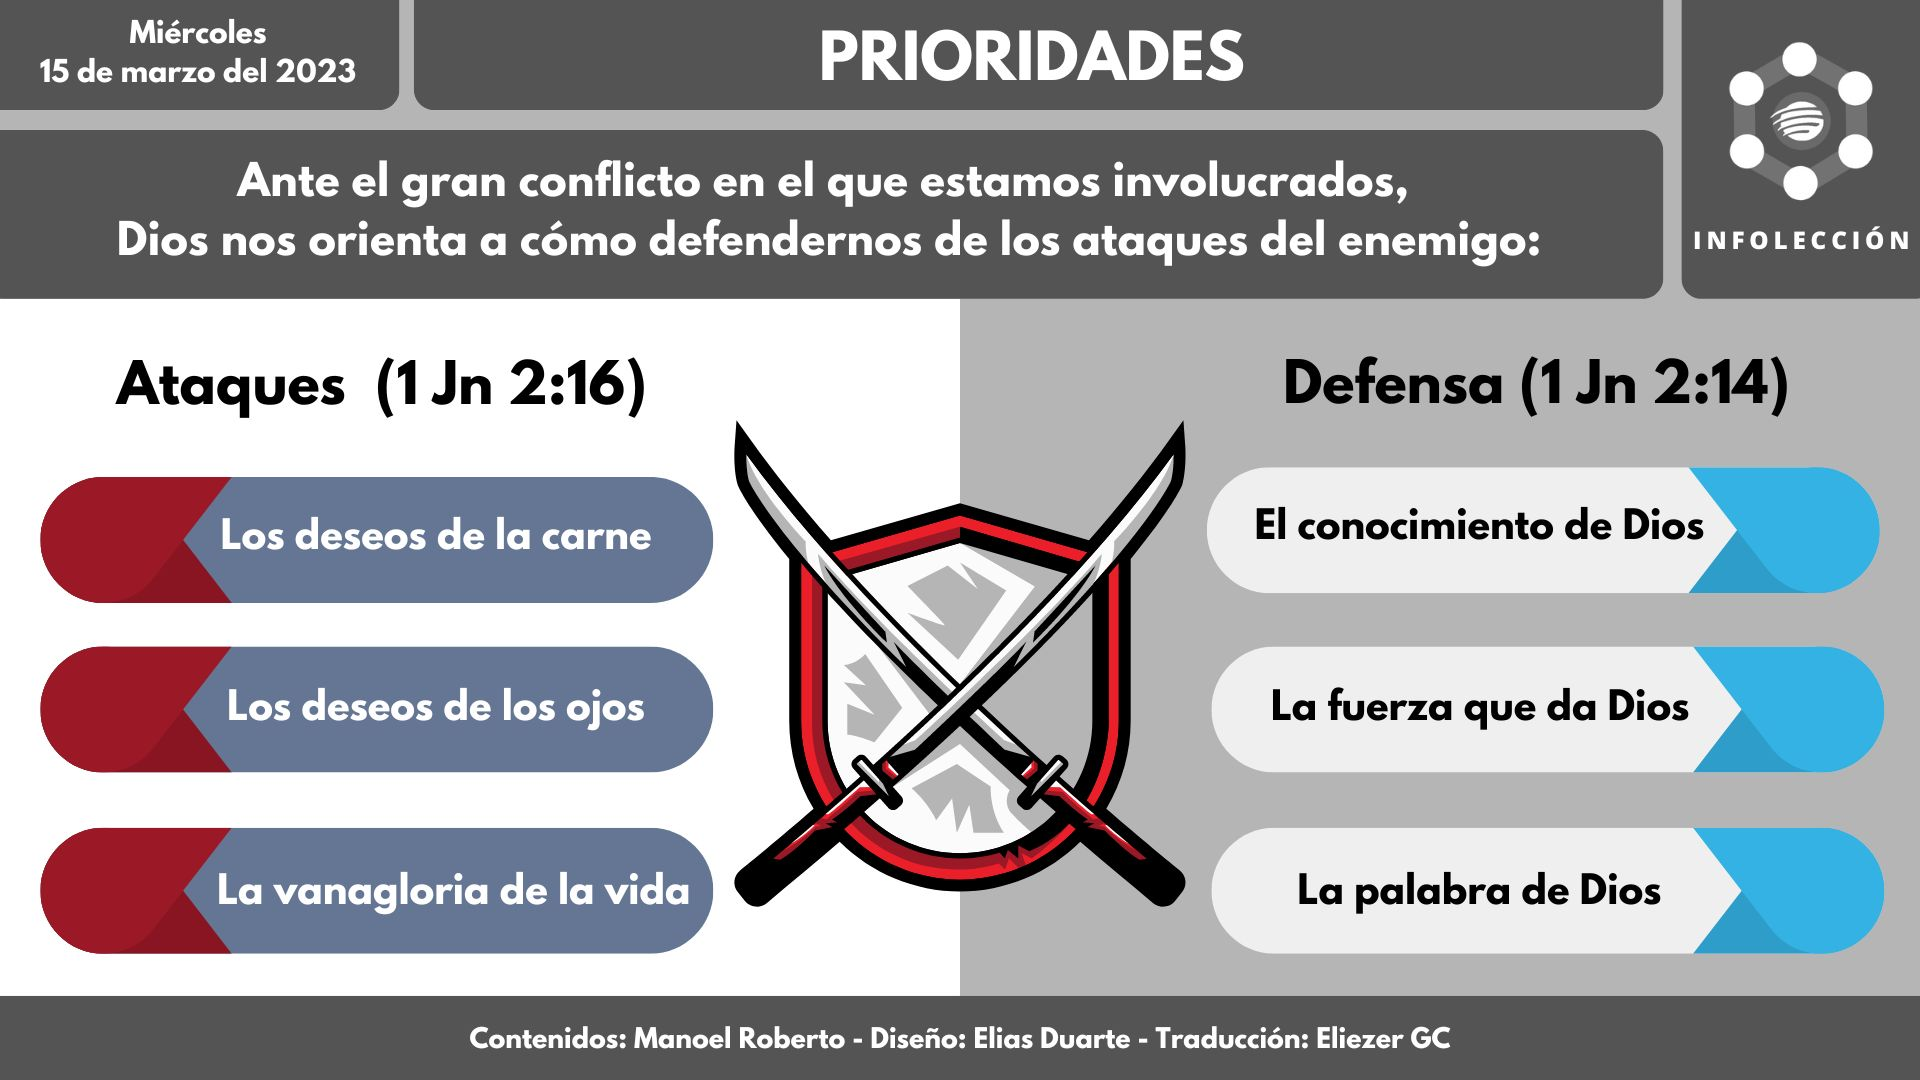 Miércoles
15 de marzo del 2023
PRIORIDADES
INFOLECCIÓN
Ante el gran conflicto en el que estamos involucrados,
Dios nos orienta a cómo defendernos de los ataques del enemigo:
Ataques (1 Jn 2:16)
Los deseos de la carne
Los deseos de los ojos
La vanagloria de la vida
Defensa (1 Jn 2:14)
El conocimiento de Dios
La fuerza que da Dios
La palabra de Dios
Contenidos: Manoel Roberto - Diseño: Elias Duarte - Traducción: Eliezer GC